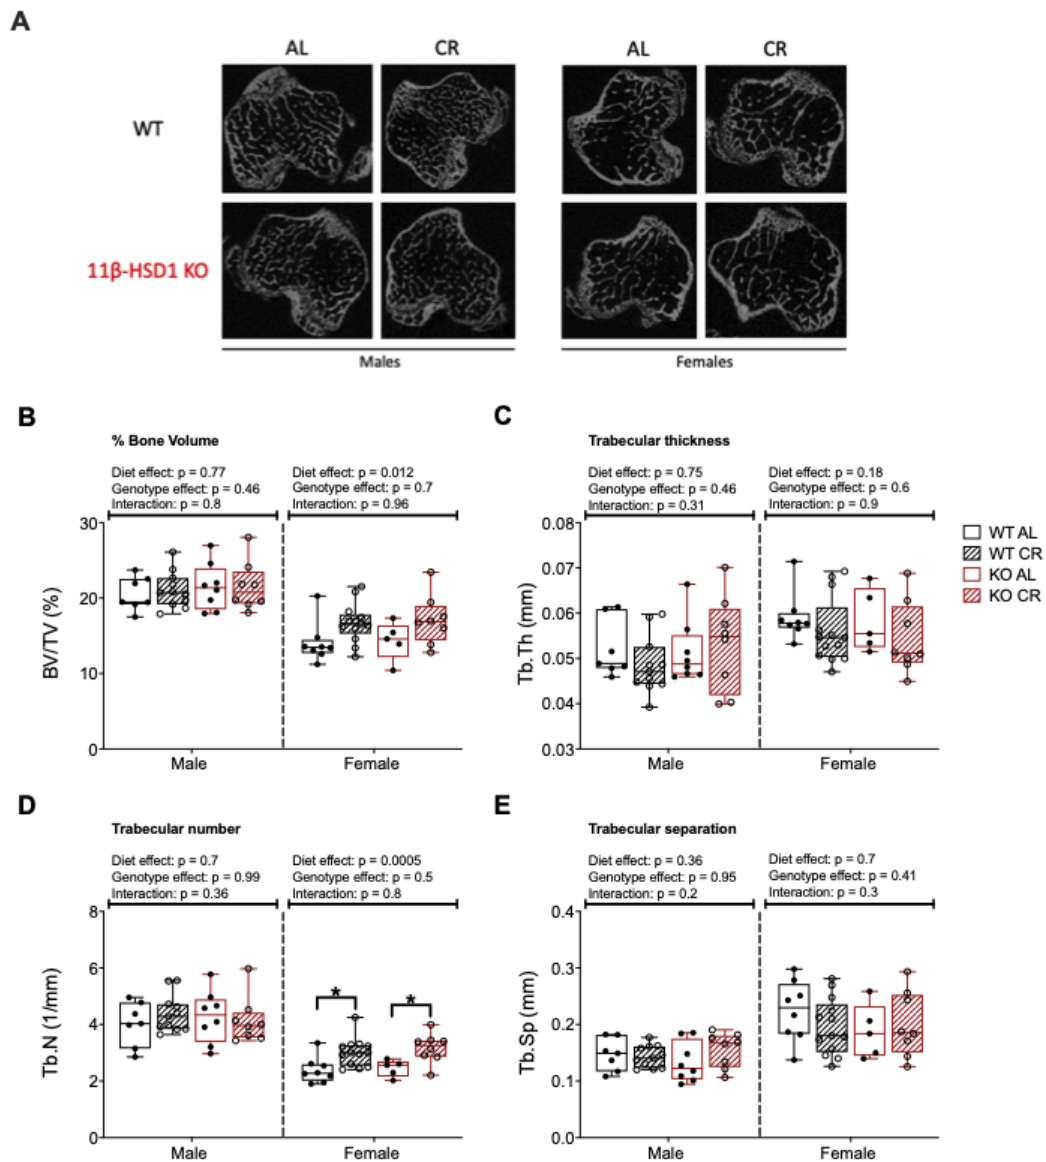 A
AL
CR
AL
CR
WT
11β-HSD1 KO
Males
Females
B
% Bone Volume
Diet effect: p = 0.77
Genotype effect: p = 0.46
Interaction: p = 0.8
Diet effect: p = 0.012
Genotype effect: p = 0.7
Interaction: p = 0.96
BV/TV (%)
30
20
10
0
Male
Female
C
Trabecular thickness
Diet effect: p = 0.75
Genotype effect: p = 0.46
Interaction: p = 0.31
Diet effect: p = 0.18
Genotype effect: p = 0.6
Interaction: p = 0.9
Tb.Th (mm)
0.08
0.07
0.06
0.05
0.04
0.03
Male
Female
WT AL
WT CR
KO AL
KO CR
D
Trabecular number
Diet effect: p = 0.7
Genotype effect: p = 0.99
Interaction: p = 0.36
Diet effect: p = 0.0005
Genotype effect: p = 0.5
Interaction: p = 0.8
Tb.N (1/mm)
8
6
4
2
0
*
*
Male
Female
E
Trabecular separation
Diet effect: p = 0.36
Genotype effect: p = 0.95
Interaction: p = 0.2
Diet effect: p = 0.7
Genotype effect: p = 0.41
Interaction: p = 0.3
Tb.Sp (mm)
0.4
0.3
0.2
0.1
0.0
Male
Female